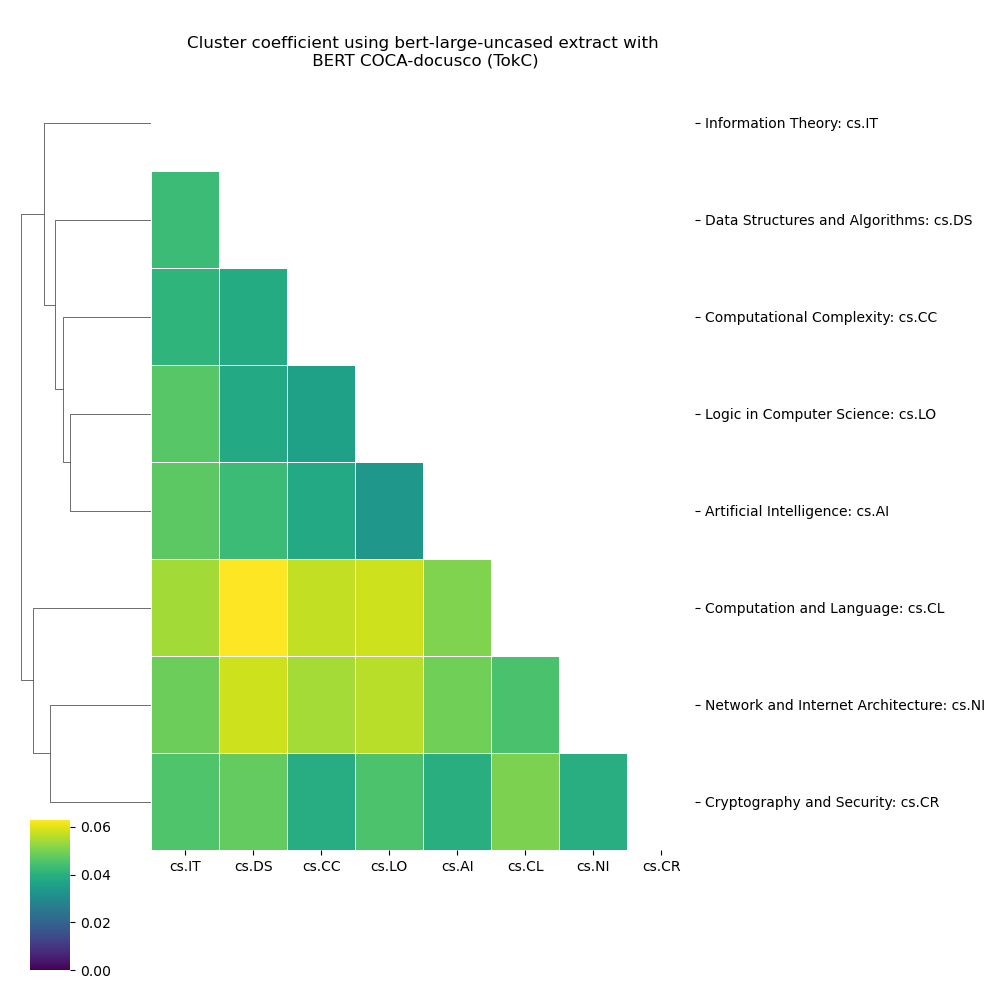 Cluster coefficient using bert-large-uncased extract with
BERT COCA-docusco (TokC)
Information Theory: cs.IT
Data Structures and Algorithms: cs.DS
Computational Complexity: cs.CC
Logic in Computer Science: cs.LO
Artificial Intelligence: cs.AI
Computation and Language: cs.CL
Network and Internet Architecture: cs.NI
Cryptography and Security: cs.CR
cs.IT cs.DS cs.CC cs.LO cs.AI cs.CL cs.NI cs.CR
0.06
0.04
0.02
0.00